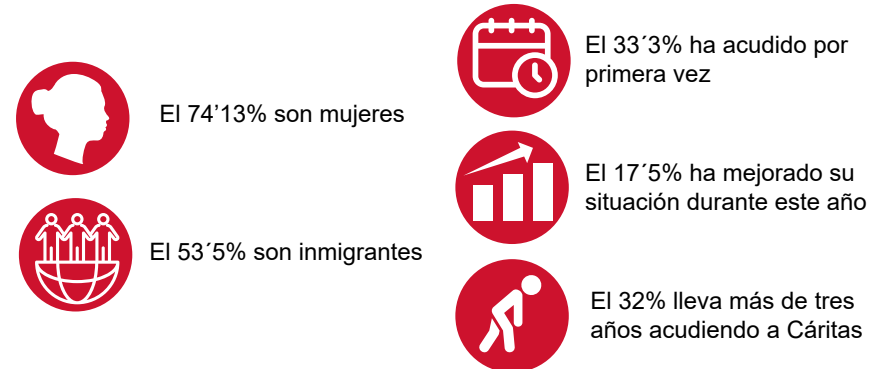 El 74’13% son mujeres
El 53´5% son inmigrantes
El 33´3% ha acudido por
primera vez
El 17´5% ha mejorado su
situación durante este año
El 32% lleva más de tres
años acudiendo a Cáritas